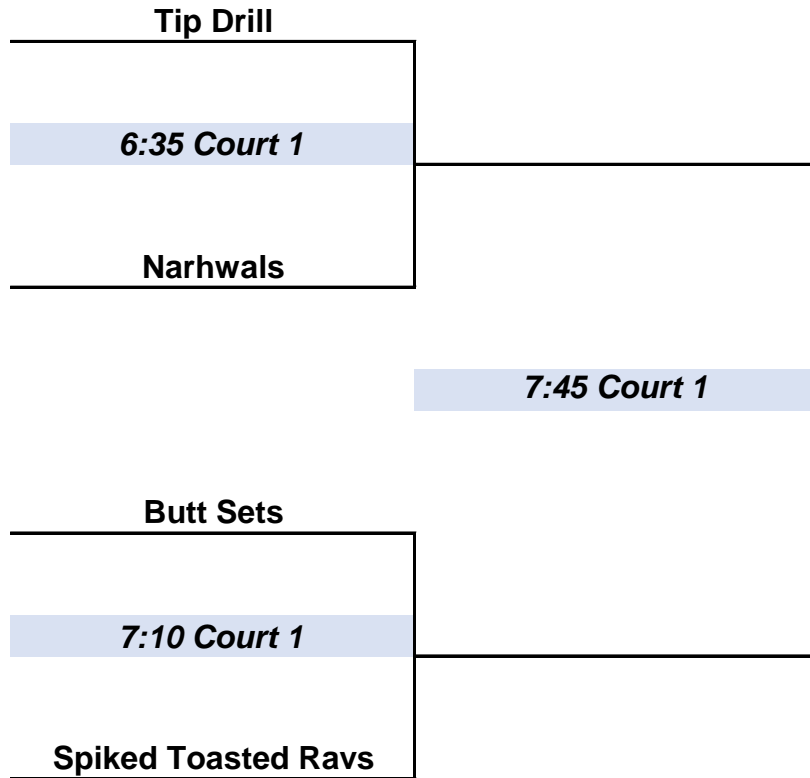 Tip Drill
6:35 Court 1
Narhwals
7:45 Court 1
Butt Sets
7:10 Court 1
Spiked Toasted Ravs